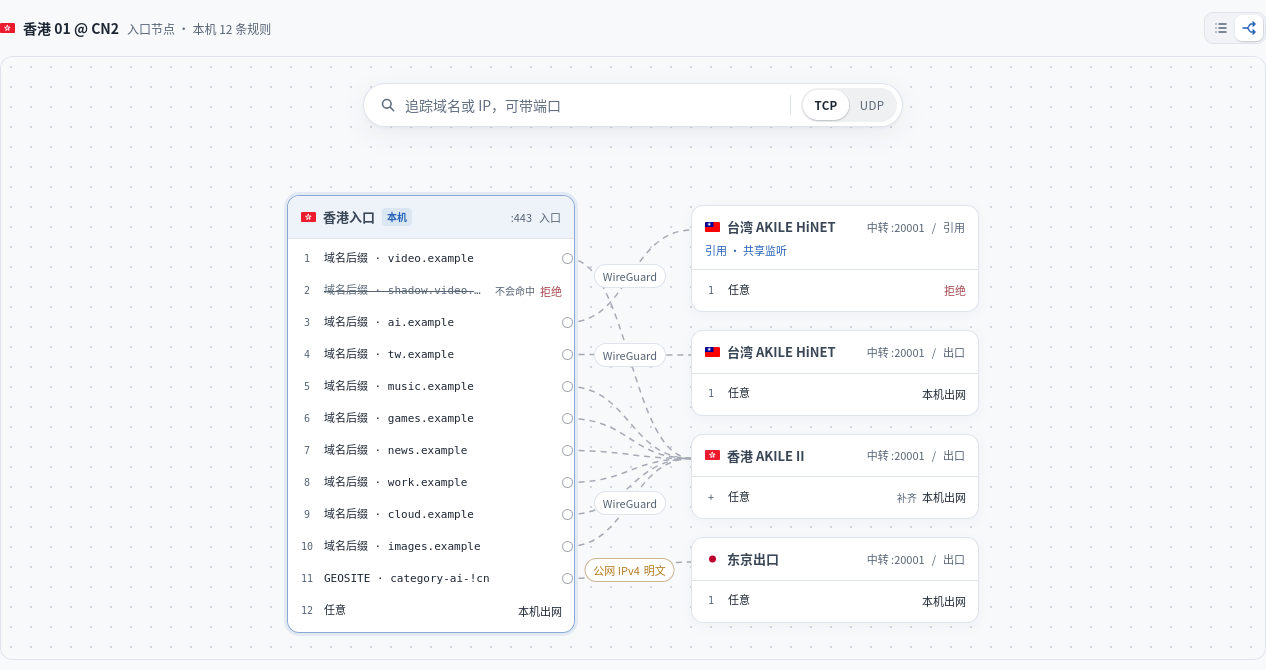 香港 01 @ CN2 入口节点 · 本机 12 条规则
追踪域名或 IP，可带端口 TCP UDP
香港入口 本机 :443 入口
1 域名后缀 · video.example
2 域名后缀 · shadow.video.… 不会命中 拒绝
3 域名后缀 · ai.example
4 域名后缀 · tw.example
5 域名后缀 · music.example
6 域名后缀 · games.example
7 域名后缀 · news.example
8 域名后缀 · work.example
9 域名后缀 · cloud.example
10 域名后缀 · images.example
11 GEOSITE · category-ai-!cn
12 任意 本机出网
WireGuard
WireGuard
WireGuard
公网 IPv4 明文
台湾 AKILE HiNET 中转 :20001 / 引用
引用 · 共享监听
1 任意 拒绝
台湾 AKILE HiNET 中转 :20001 / 出口
1 任意 本机出网
香港 AKILE II 中转 :20001 / 出口
+ 任意 补齐 本机出网
东京出口 中转 :20001 / 出口
1 任意 本机出网